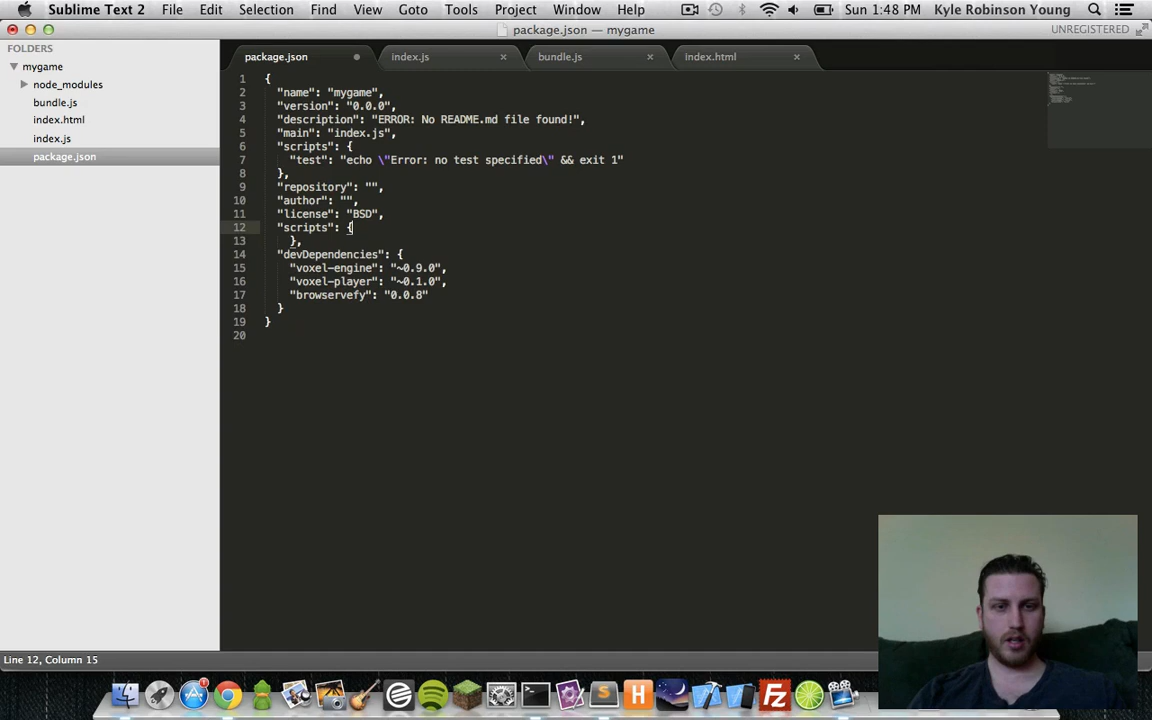 Sublime Text 2 File Edit Selection Find View Goto Tools Project Window Help Sun 1:48 PM Kyle Robinson Young
package.json — mygame UNREGISTERED
FOLDERS
mygame
node_modules
bundle.js
index.html
index.js
package.json
package.json index.js bundle.js index.html
1 {
2 "name": "mygame",
3 "version": "0.0.0",
4 "description": "ERROR: No README.md file found!",
5 "main": "index.js",
6 "scripts": {
7 "test": "echo \"Error: no test specified\" && exit 1"
8 },
9 "repository": "",
10 "author": "",
11 "license": "BSD",
12 "scripts": {
13 },
14 "devDependencies": {
15 "voxel-engine": "~0.9.0",
16 "voxel-player": "~0.1.0",
17 "browservefy": "0.0.8"
18 }
19 }
20
Line 12, Column 15